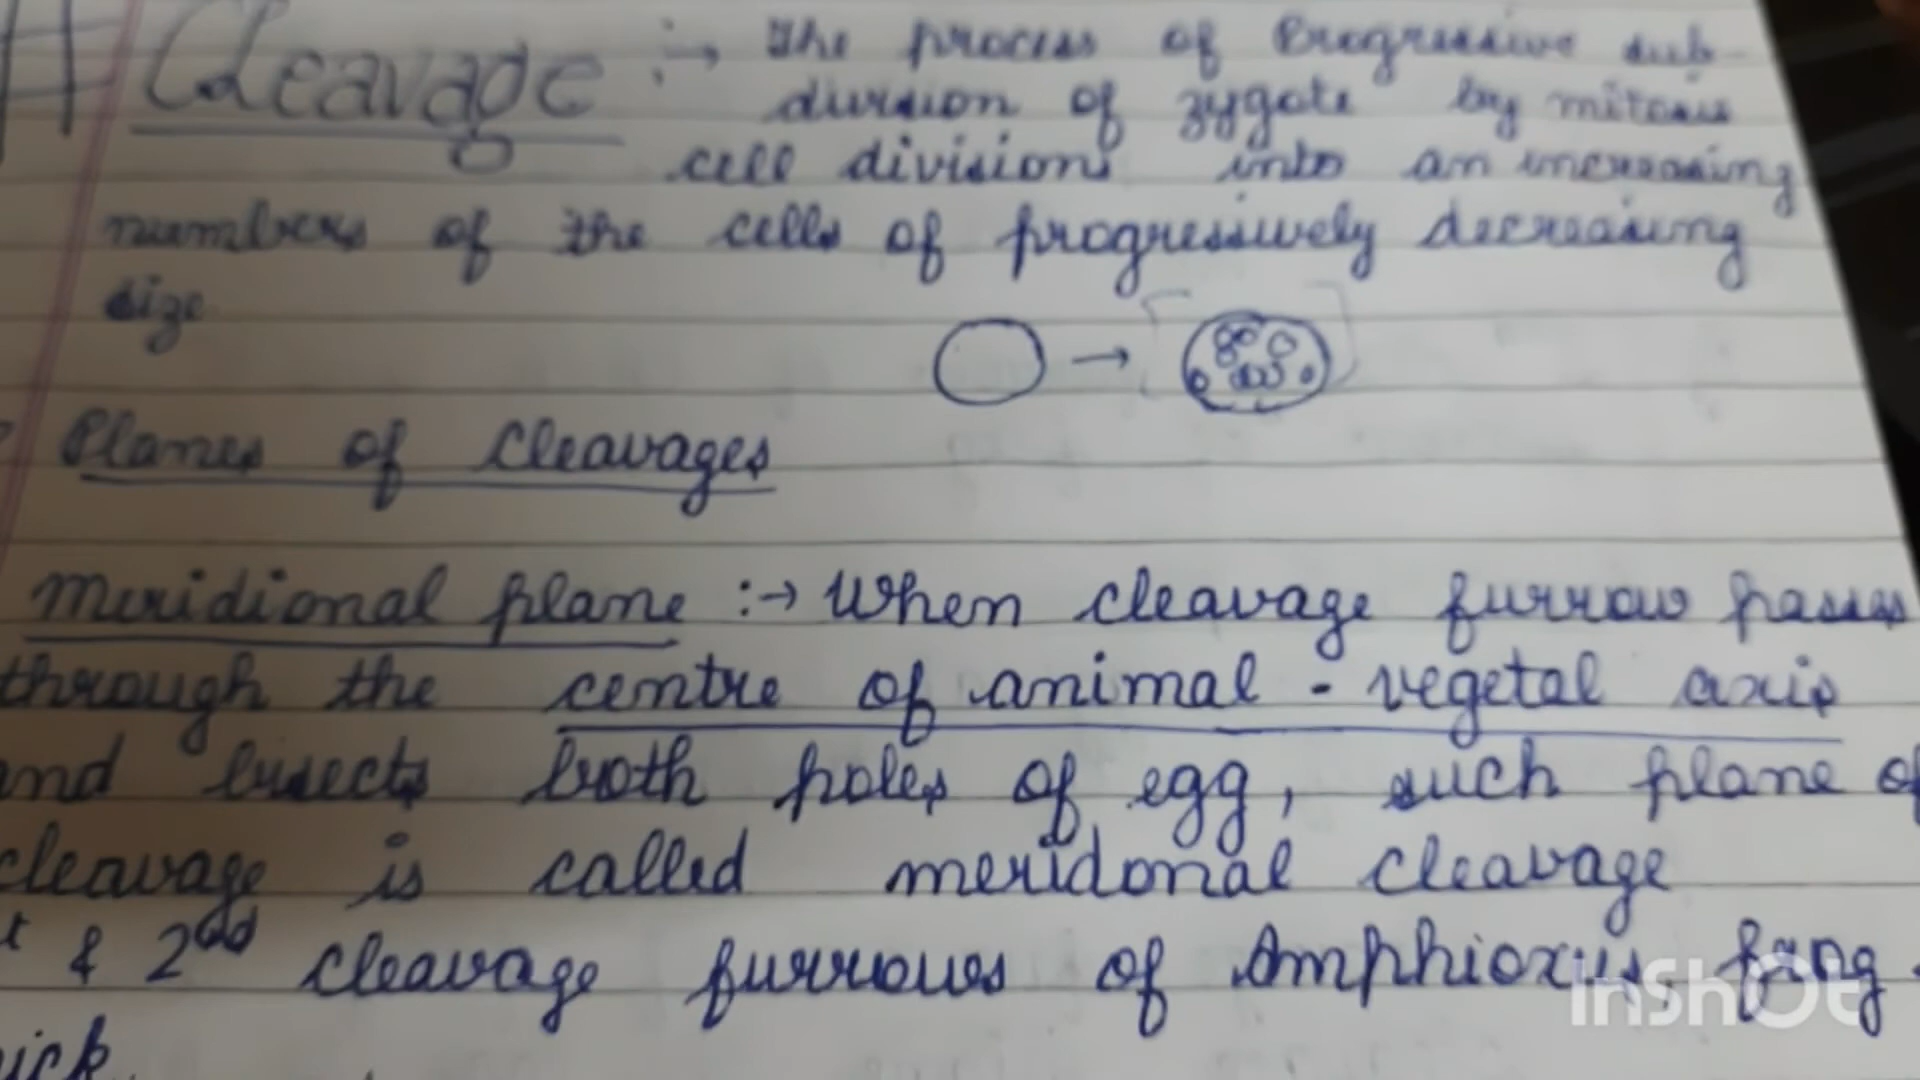 # Cleavage :→ The process of Progressive sub-
division of zygote by mitosis
cell divisions into an increasing
numbers of the cells of progressively decreasing
size
Planes of Cleavages
Meridional plane :→ When cleavage furrow passes
through the centre of animal - vegetal axis
and bisects both poles of egg, such plane of
cleavage is called meridonal cleavage
& 2nd cleavage furrows of Amphioxus, frog
InShOt